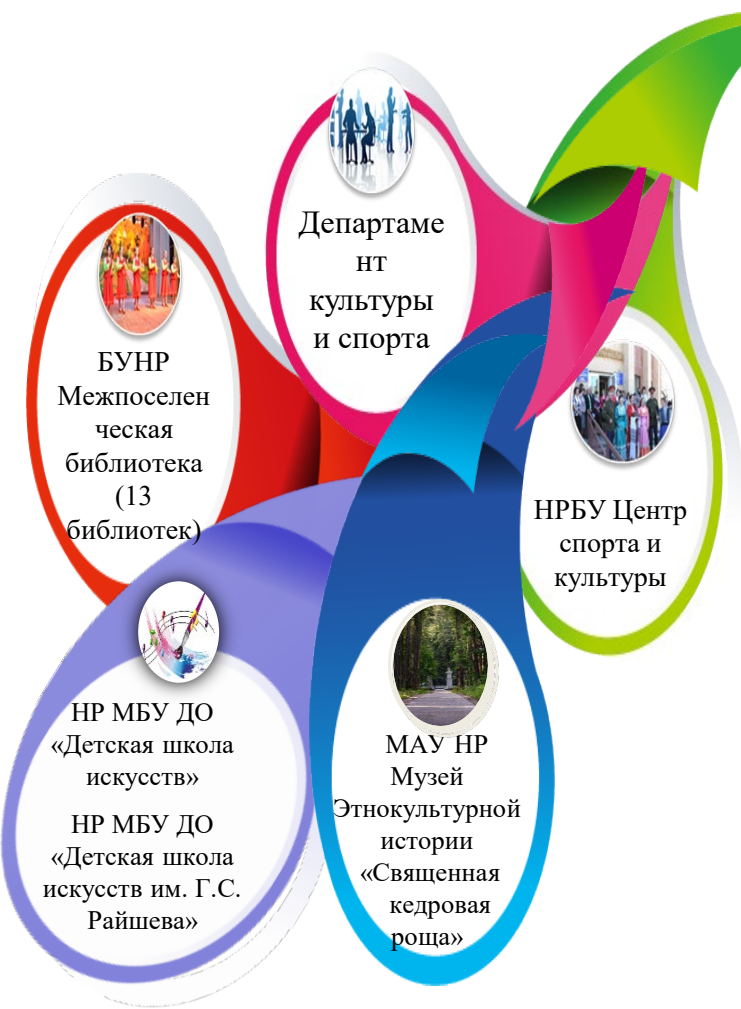 Департаме
нт
культуры
и спорта
БУНР
Межпоселен
ческая
библиотека
(13
библиотек)
НРБУ Центр
спорта и
культуры
НР МБУ ДО
«Детская школа
искусств»
НР МБУ ДО
«Детская школа
искусств им. Г.С.
Райшева»
МАУ НР
Музей
Этнокультурной
истории
«Священная
кедровая
роща»